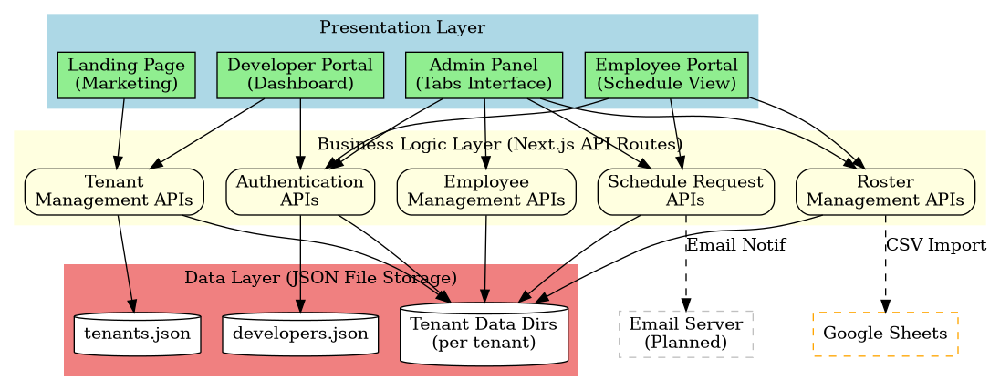 Presentation Layer
Landing Page
(Marketing)
Developer Portal
(Dashboard)
Admin Panel
(Tabs Interface)
Employee Portal
(Schedule View)
Business Logic Layer (Next.js API Routes)
Tenant
Management APIs
Authentication
APIs
Employee
Management APIs
Schedule Request
APIs
Roster
Management APIs
Email Notif
CSV Import
Data Layer (JSON File Storage)
tenants.json
developers.json
Tenant Data Dirs
(per tenant)
Email Server
(Planned)
Google Sheets